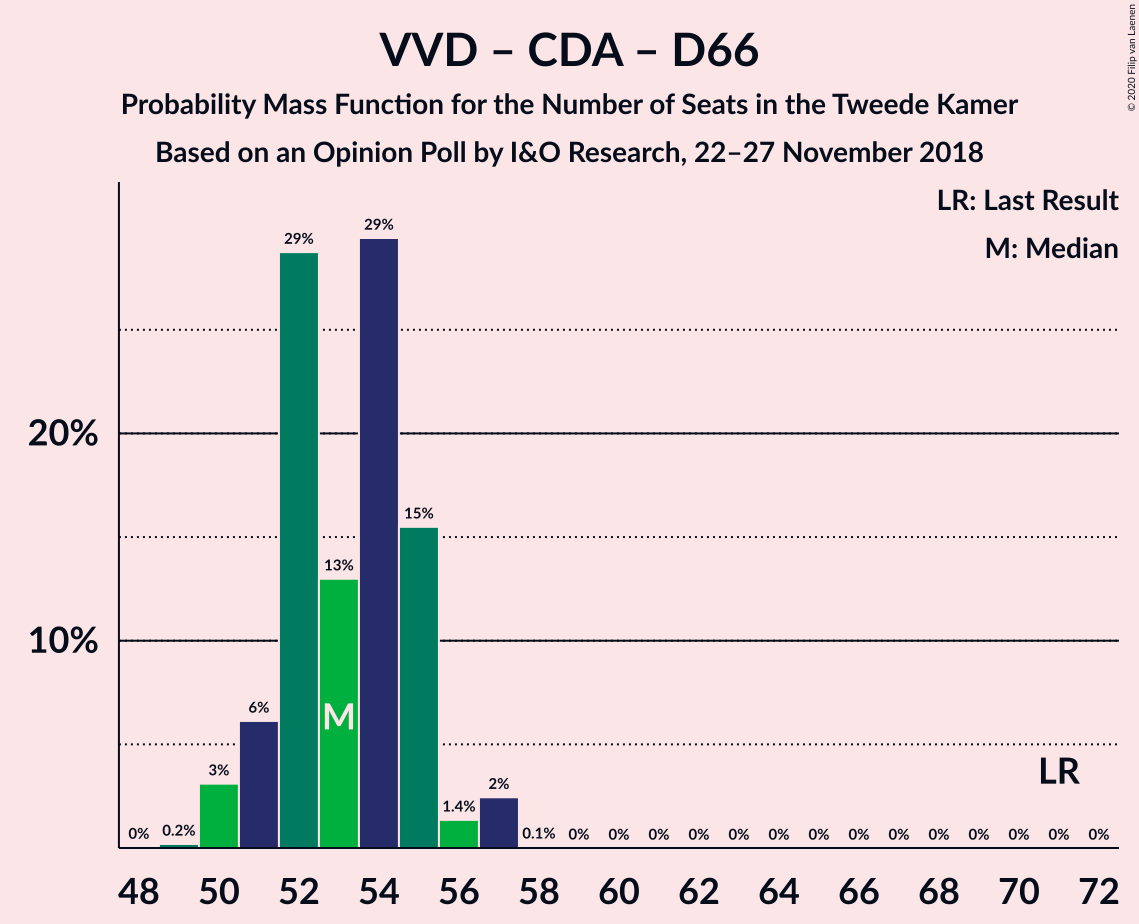 VVD – CDA – D66
Probability Mass Function for the Number of Seats in the Tweede Kamer
Based on an Opinion Poll by I&O Research, 22–27 November 2018
© 2020 Filip van Laenen
LR: Last Result
M: Median
20%
10%
0% 0.2% 3% 6% 29% 13% 29% 15% 1.4% 2% 0.1% 0% 0% 0% 0% 0% 0% 0% 0% 0% 0% 0% 0% 0% 0%
M
LR
48 50 52 54 56 58 60 62 64 66 68 70 72